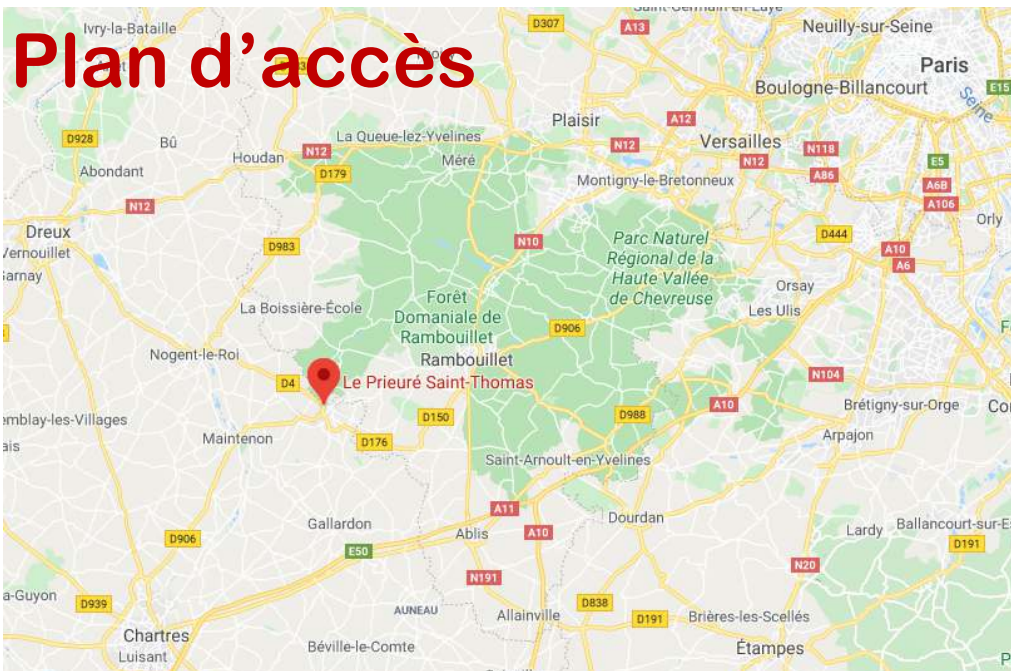 Plan d'accès
Ivry-la-Bataille
D307
A13
Neuilly-sur-Seine
Paris
Boulogne-Billancourt
E15
Seine
D928
Bû
Abondant
Houdan
N12
La Queue-lez-Yvelines
Méré
D179
Plaisir
A12
N12
Versailles
N12
N118
A86
E5
A6B
A106
Montigny-le-Bretonneux
N12
Orly
Dreux
Vernouillet
D983
N10
Parc Naturel
Régional de la
Haute Vallée
de Chevreuse
D444
A10
A6
Orsay
Les Ulis
La Boissière-École
Forêt
Domaniale de
Rambouillet
D906
Rambouillet
Nogent-le-Roi
D4
Le Prieuré Saint-Thomas
N104
Brétigny-sur-Orge
D150
D988
A10
emblay-les-Villages
ais
Maintenon
D176
Arpajon
Saint-Arnoult-en-Yvelines
A11
Gallardon
Ablis
A10
Dourdan
Lardy
Ballancourt-sur-Es
D191
D906
E50
N20
N191
a-Guyon
D939
AUNEAU
Allainville
D838
D191
Brières-les-Scellés
Chartres
Luisant
Béville-le-Comte
Étampes